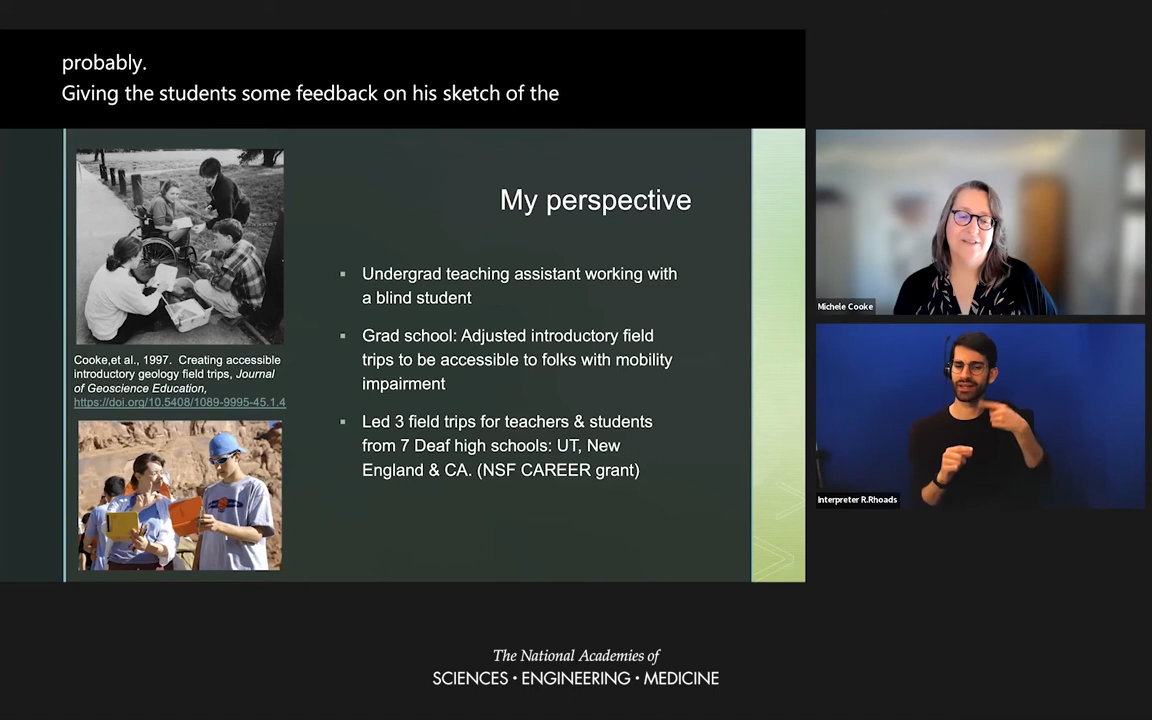 probably.
Giving the students some feedback on his sketch of the
My perspective
Undergrad teaching assistant working with
a blind student
Grad school: Adjusted introductory field
trips to be accessible to folks with mobility
impairment
Led 3 field trips for teachers & students
from 7 Deaf high schools: UT, New
England & CA. (NSF CAREER grant)
Cooke,et al., 1997. Creating accessible
introductory geology field trips, Journal
of Geoscience Education,
https://doi.org/10.5408/1089-9995-45.1.4
Michele Cooke
Interpreter R.Rhoads
The National Academies of
SCIENCES • ENGINEERING • MEDICINE